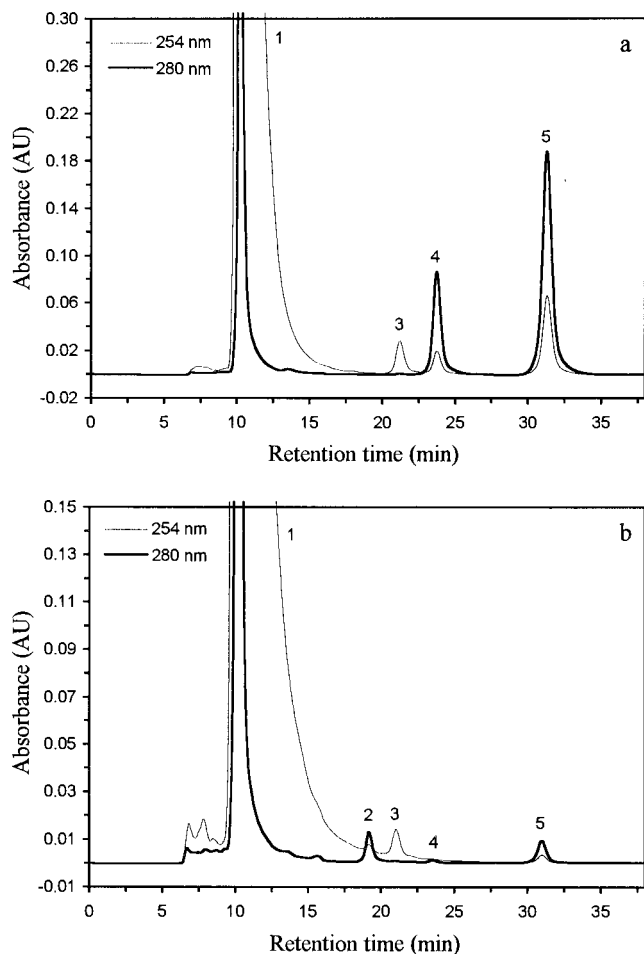 0.30
0.26
0.22
0.18
0.14
0.10
0.06
0.02
-0.02
Absorbance (AU)
254 nm
280 nm
1
3
4
5
a
0 5 10 15 20 25 30 35
Retention time (min)
0.15
0.13
0.11
0.09
0.07
0.05
0.03
0.01
-0.01
Absorbance (AU)
254 nm
280 nm
1
2
3
4
5
b
0 5 10 15 20 25 30 35
Retention time (min)